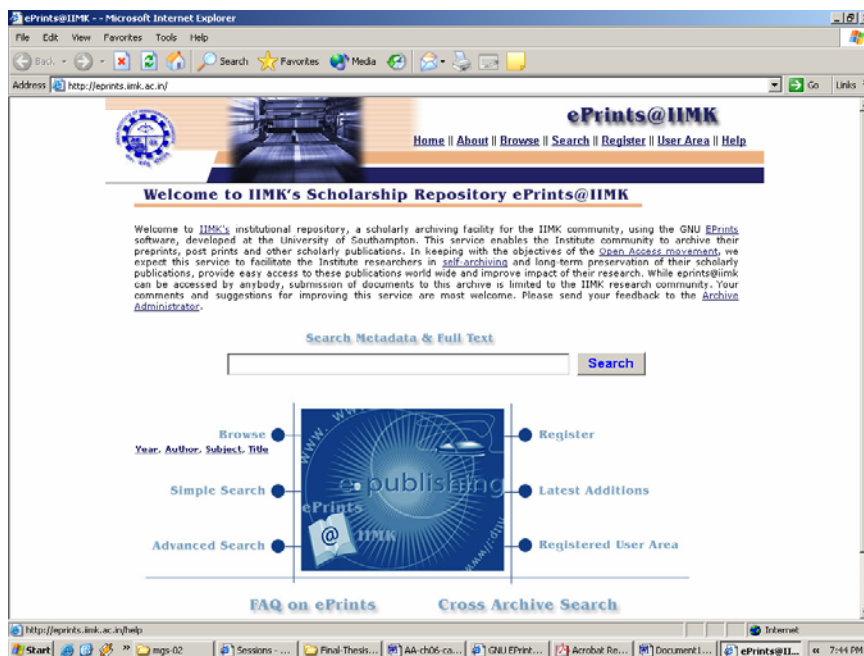 ePrints@IIMK - - Microsoft Internet Explorer
File Edit View Favorites Tools Help
Back Search Favorites Media
Address http://eprints.iimk.ac.in/ Go Links
ePrints@IIMK
Home || About || Browse || Search || Register || User Area || Help
Welcome to IIMK's Scholarship Repository ePrints@IIMK
Welcome to IIMK's institutional repository, a scholarly archiving facility for the IIMK community, using the GNU EPrints
software, developed at the University of Southampton. This service enables the Institute community to archive their
preprints, post prints and other scholarly publications. In keeping with the objectives of the Open Access movement, we
expect this service to facilitate the Institute researchers in self-archiving and long-term preservation of their scholarly
publications, provide easy access to these publications world wide and improve impact of their research. While eprints@iimk
can be accessed by anybody, submission of documents to this archive is limited to the IIMK research community. Your
comments and suggestions for improving this service are most welcome. Please send your feedback to the Archive
Administrator.
Search Metadata & Full Text
Search
Browse
Year, Author, Subject, Title
Simple Search
Advanced Search
www. www.
e-publishing
ePrints
@ IIMK
http://www.
Register
Latest Additions
Registered User Area
FAQ on ePrints Cross Archive Search
http://eprints.iimk.ac.in/help Internet
Start » mgs-02 Sessions - ... Final-Thesis... AA-ch06-ca... GNU EPrint... Acrobat Re... Document1... ePrints@II... « 7:44 PM